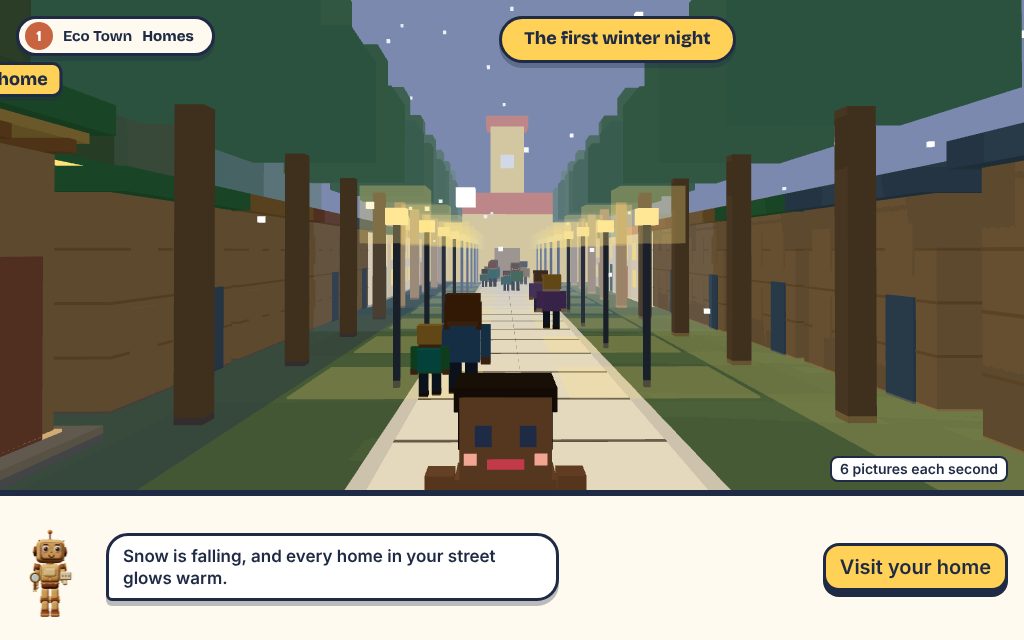 1 Eco Town Homes
The first winter night
home
6 pictures each second
Snow is falling, and every home in your street
glows warm.
Visit your home